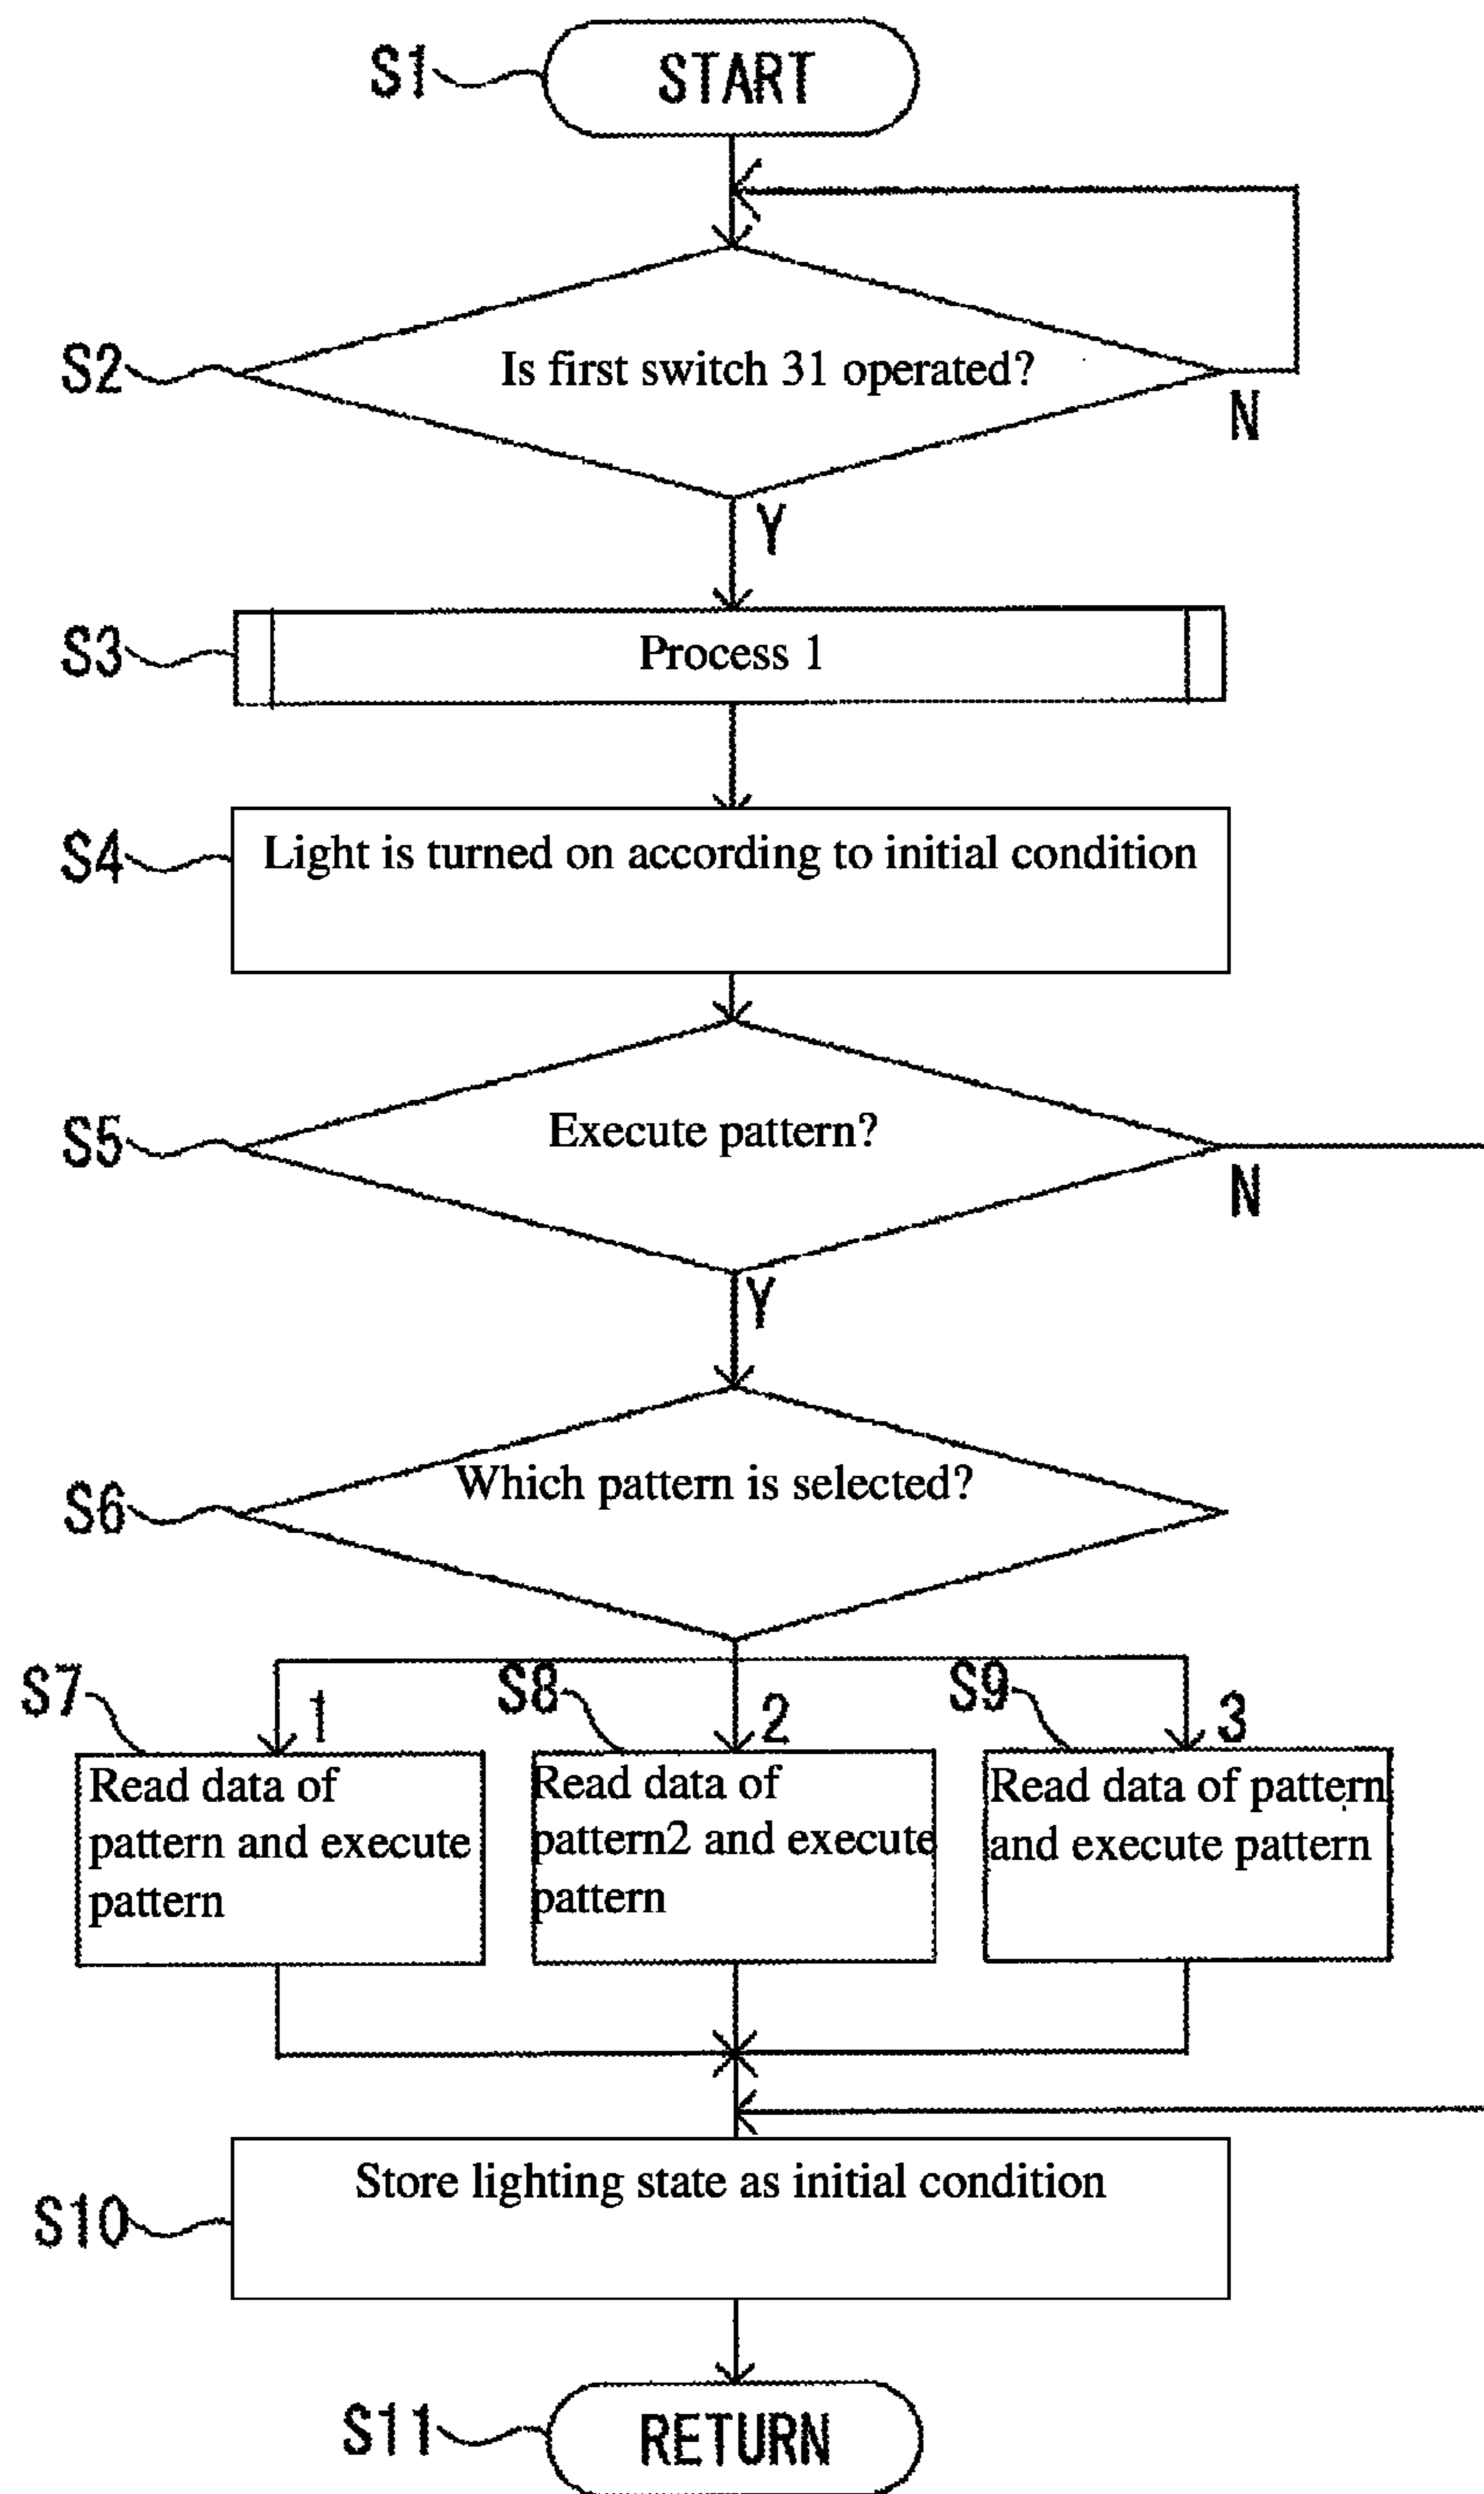 S1
START
S2
Is first switch 31 operated?
N
Y
S3
Process 1
S4
Light is turned on according to initial condition
S5
Execute pattern?
N
Y
S6
Which pattern is selected?
S7
1
S8
2
S9
3
Read data of
pattern and execute
pattern
Read data of
pattern2 and execute
pattern
Read data of pattern
and execute pattern
S10
Store lighting state as initial condition
S11
RETURN